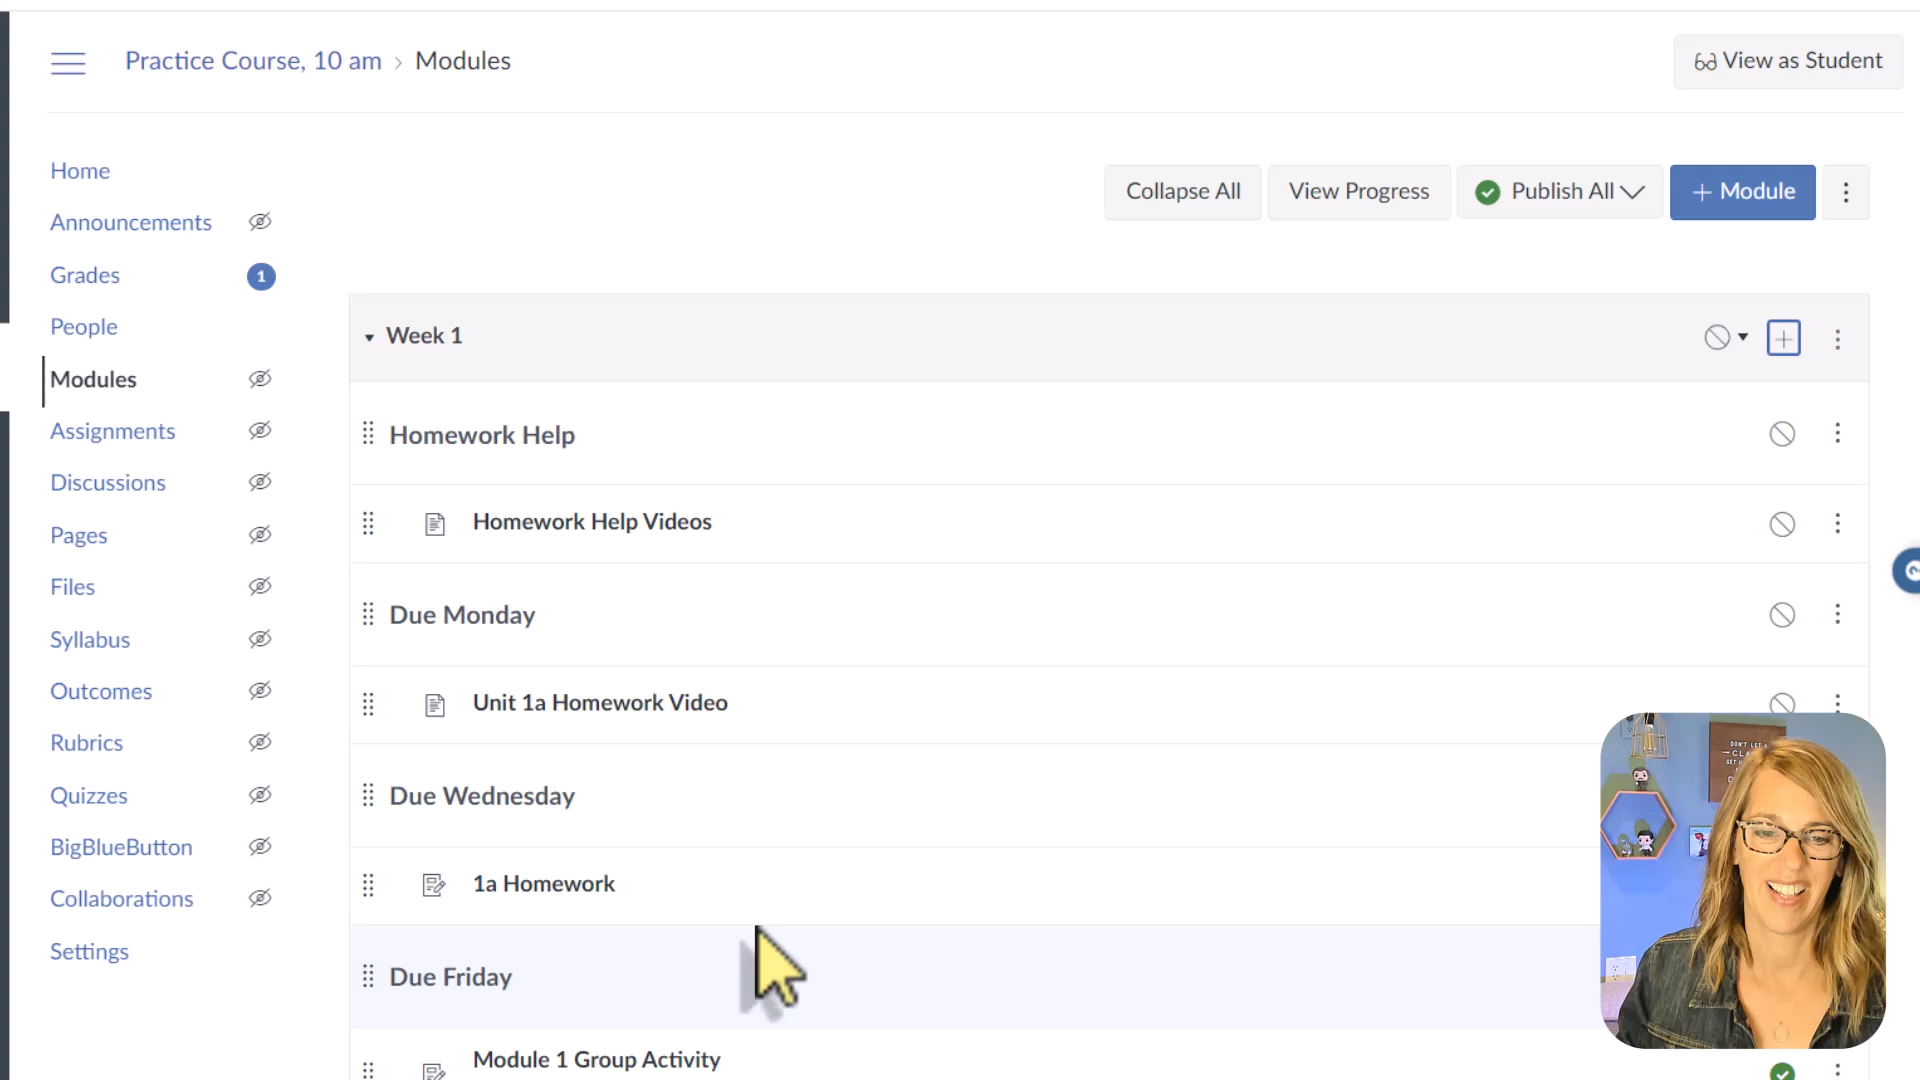 Practice Course, 10 am › Modules
View as Student
Home
Announcements
Grades 1
People
Modules
Assignments
Discussions
Pages
Files
Syllabus
Outcomes
Rubrics
Quizzes
BigBlueButton
Collaborations
Settings
Collapse All
View Progress
Publish All
+ Module
Week 1
Homework Help
Homework Help Videos
Due Monday
Unit 1a Homework Video
Due Wednesday
1a Homework
Due Friday
Module 1 Group Activity
DON'T LET A